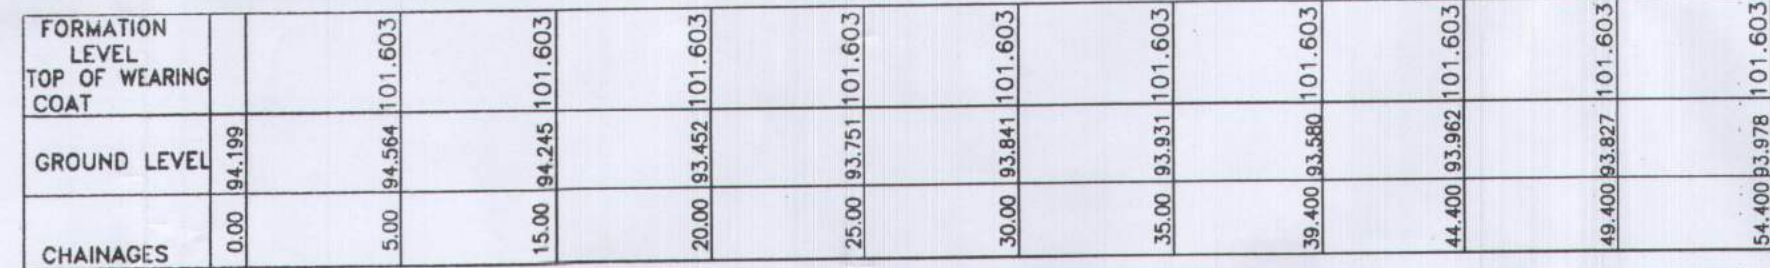 FORMATION
LEVEL
TOP OF WEARING
COAT
101.603 101.603 101.603 101.603 101.603 101.603 101.603 101.603 101.603 101.603
GROUND LEVEL 94.199 94.564 94.245 93.452 93.751 93.841 93.931 93.580 93.962 93.827 93.978
CHAINAGES 0.00 5.00 15.00 20.00 25.00 30.00 35.00 39.400 44.400 49.400 54.400